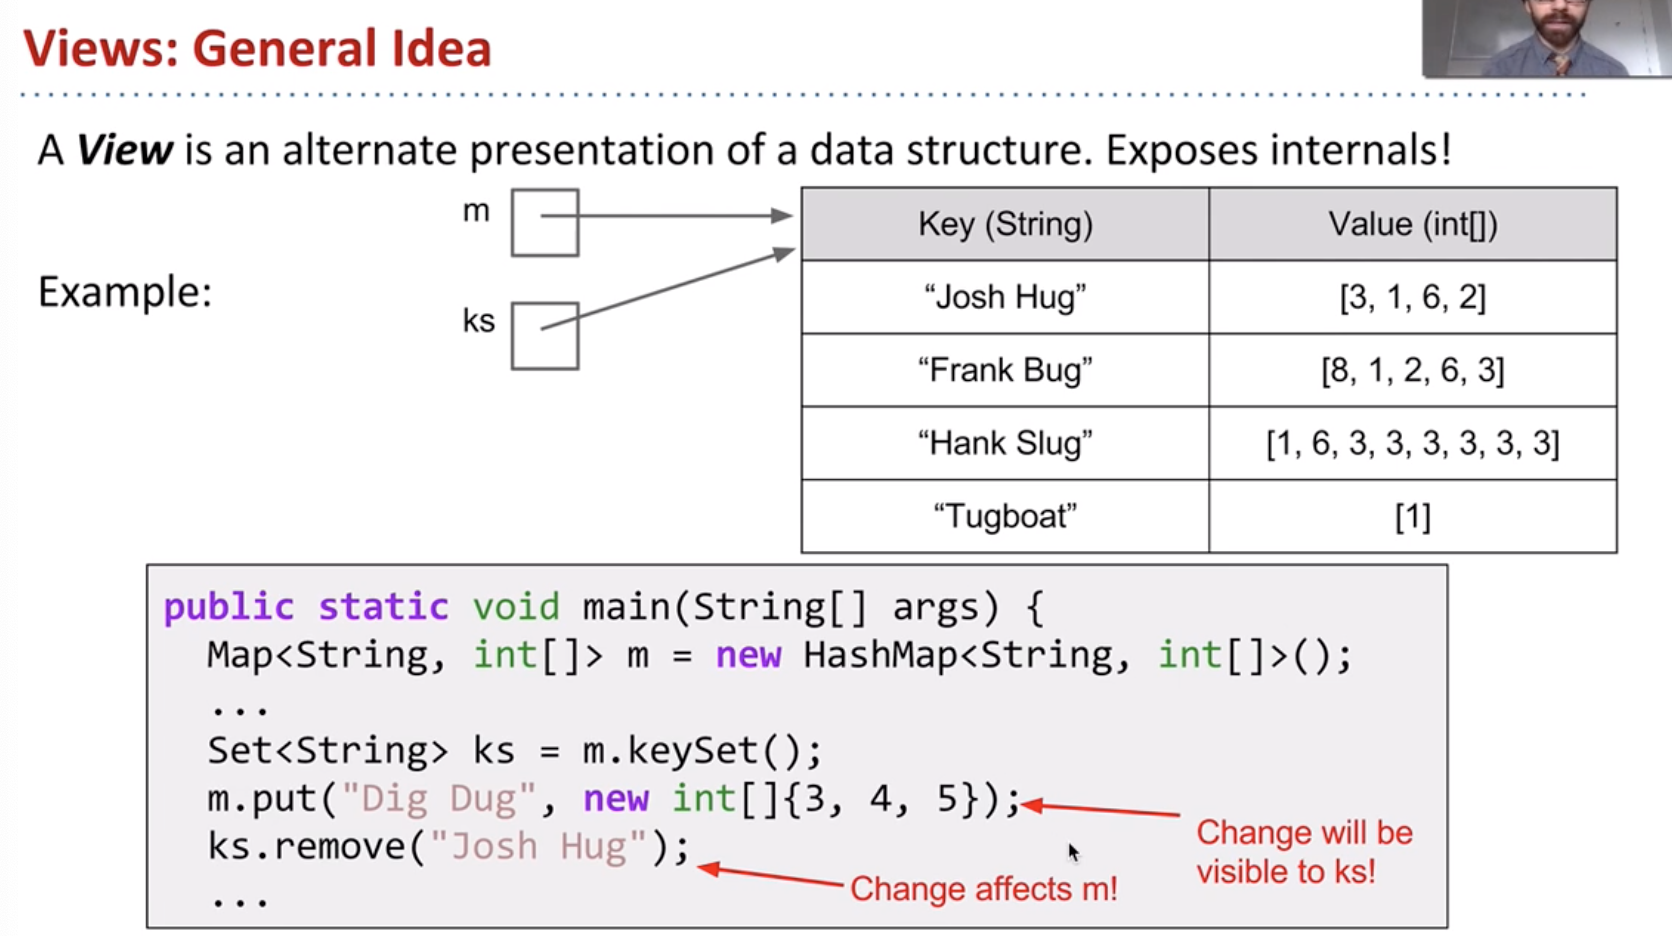 Views: General Idea
A View is an alternate presentation of a data structure. Exposes internals!
m
Key (String) Value (int[])
Example:
ks
“Josh Hug” [3, 1, 6, 2]
“Frank Bug” [8, 1, 2, 6, 3]
“Hank Slug” [1, 6, 3, 3, 3, 3, 3, 3]
“Tugboat” [1]
public static void main(String[] args) {
Map<String, int[]> m = new HashMap<String, int[]>();
...
Set<String> ks = m.keySet();
m.put("Dig Dug", new int[]{3, 4, 5});
ks.remove("Josh Hug");
...
Change will be
visible to ks!
Change affects m!